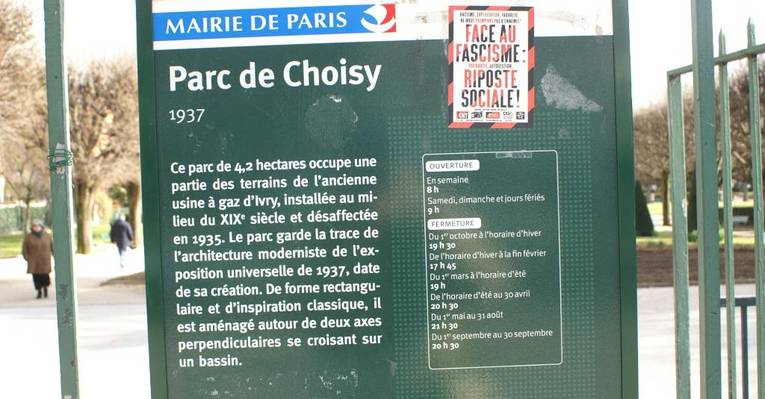 MAIRIE DE PARIS
Parc de Choisy
1937
Ce parc de 4,2 hectares occupe une
partie des terrains de l'ancienne
usine à gaz d'Ivry, installée au mi-
lieu du XIXe siècle et désaffectée
en 1935. Le parc garde la trace de
l'architecture moderniste de l'ex-
position universelle de 1937, date
de sa création. De forme rectangu-
laire et d'inspiration classique, il
est aménagé autour de deux axes
perpendiculaires se croisant sur
un bassin.
FACE AU
FASCISME :
RIPOSTE
SOCIALE !
OUVERTURE
En semaine
8 h
Samedi, dimanche et jours fériés
9 h
FERMETURE
Du 1er octobre à l'horaire d'hiver
19 h 30
De l'horaire d'hiver à la fin février
17 h 45
Du 1er mars à l'horaire d'été
19 h
De l'horaire d'été au 30 avril
20 h 30
Du 1er mai au 31 août
21 h 30
Du 1er septembre au 30 septembre
20 h 30